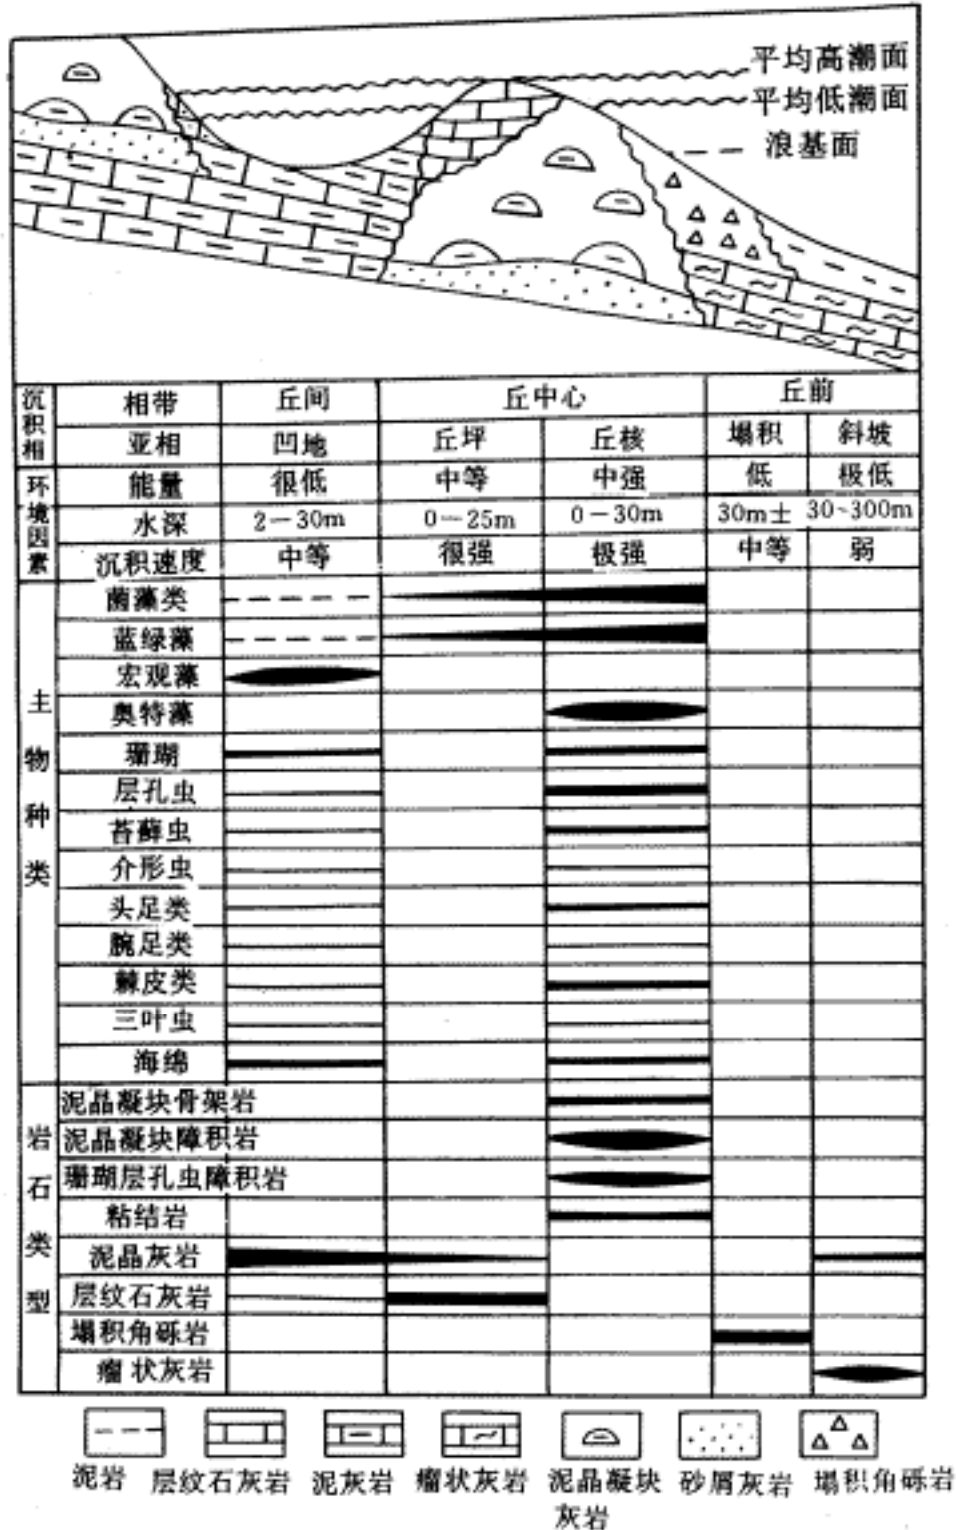 平均高潮面
平均低潮面
浪基面
沉积相 相带 丘间 丘中心 丘前
亚相 凹地 丘坪 丘核 塌积 斜坡
环境因素 能量 很低 中等 中强 低 极低
水深 2—30m 0—25m 0—30m 30m± 30~300m
沉积速度 中等 很强 极强 中等 弱
主物种类
菌藻类
蓝绿藻
宏观藻
奥特藻
珊瑚
层孔虫
苔藓虫
介形虫
头足类
腕足类
棘皮类
三叶虫
海绵
岩石类型
泥晶凝块骨架岩
泥晶凝块障积岩
珊瑚层孔虫障积岩
粘结岩
泥晶灰岩
层纹石灰岩
塌积角砾岩
瘤状灰岩
泥岩 层纹石灰岩 泥灰岩 瘤状灰岩 泥晶凝块 砂屑灰岩 塌积角砾岩
灰岩